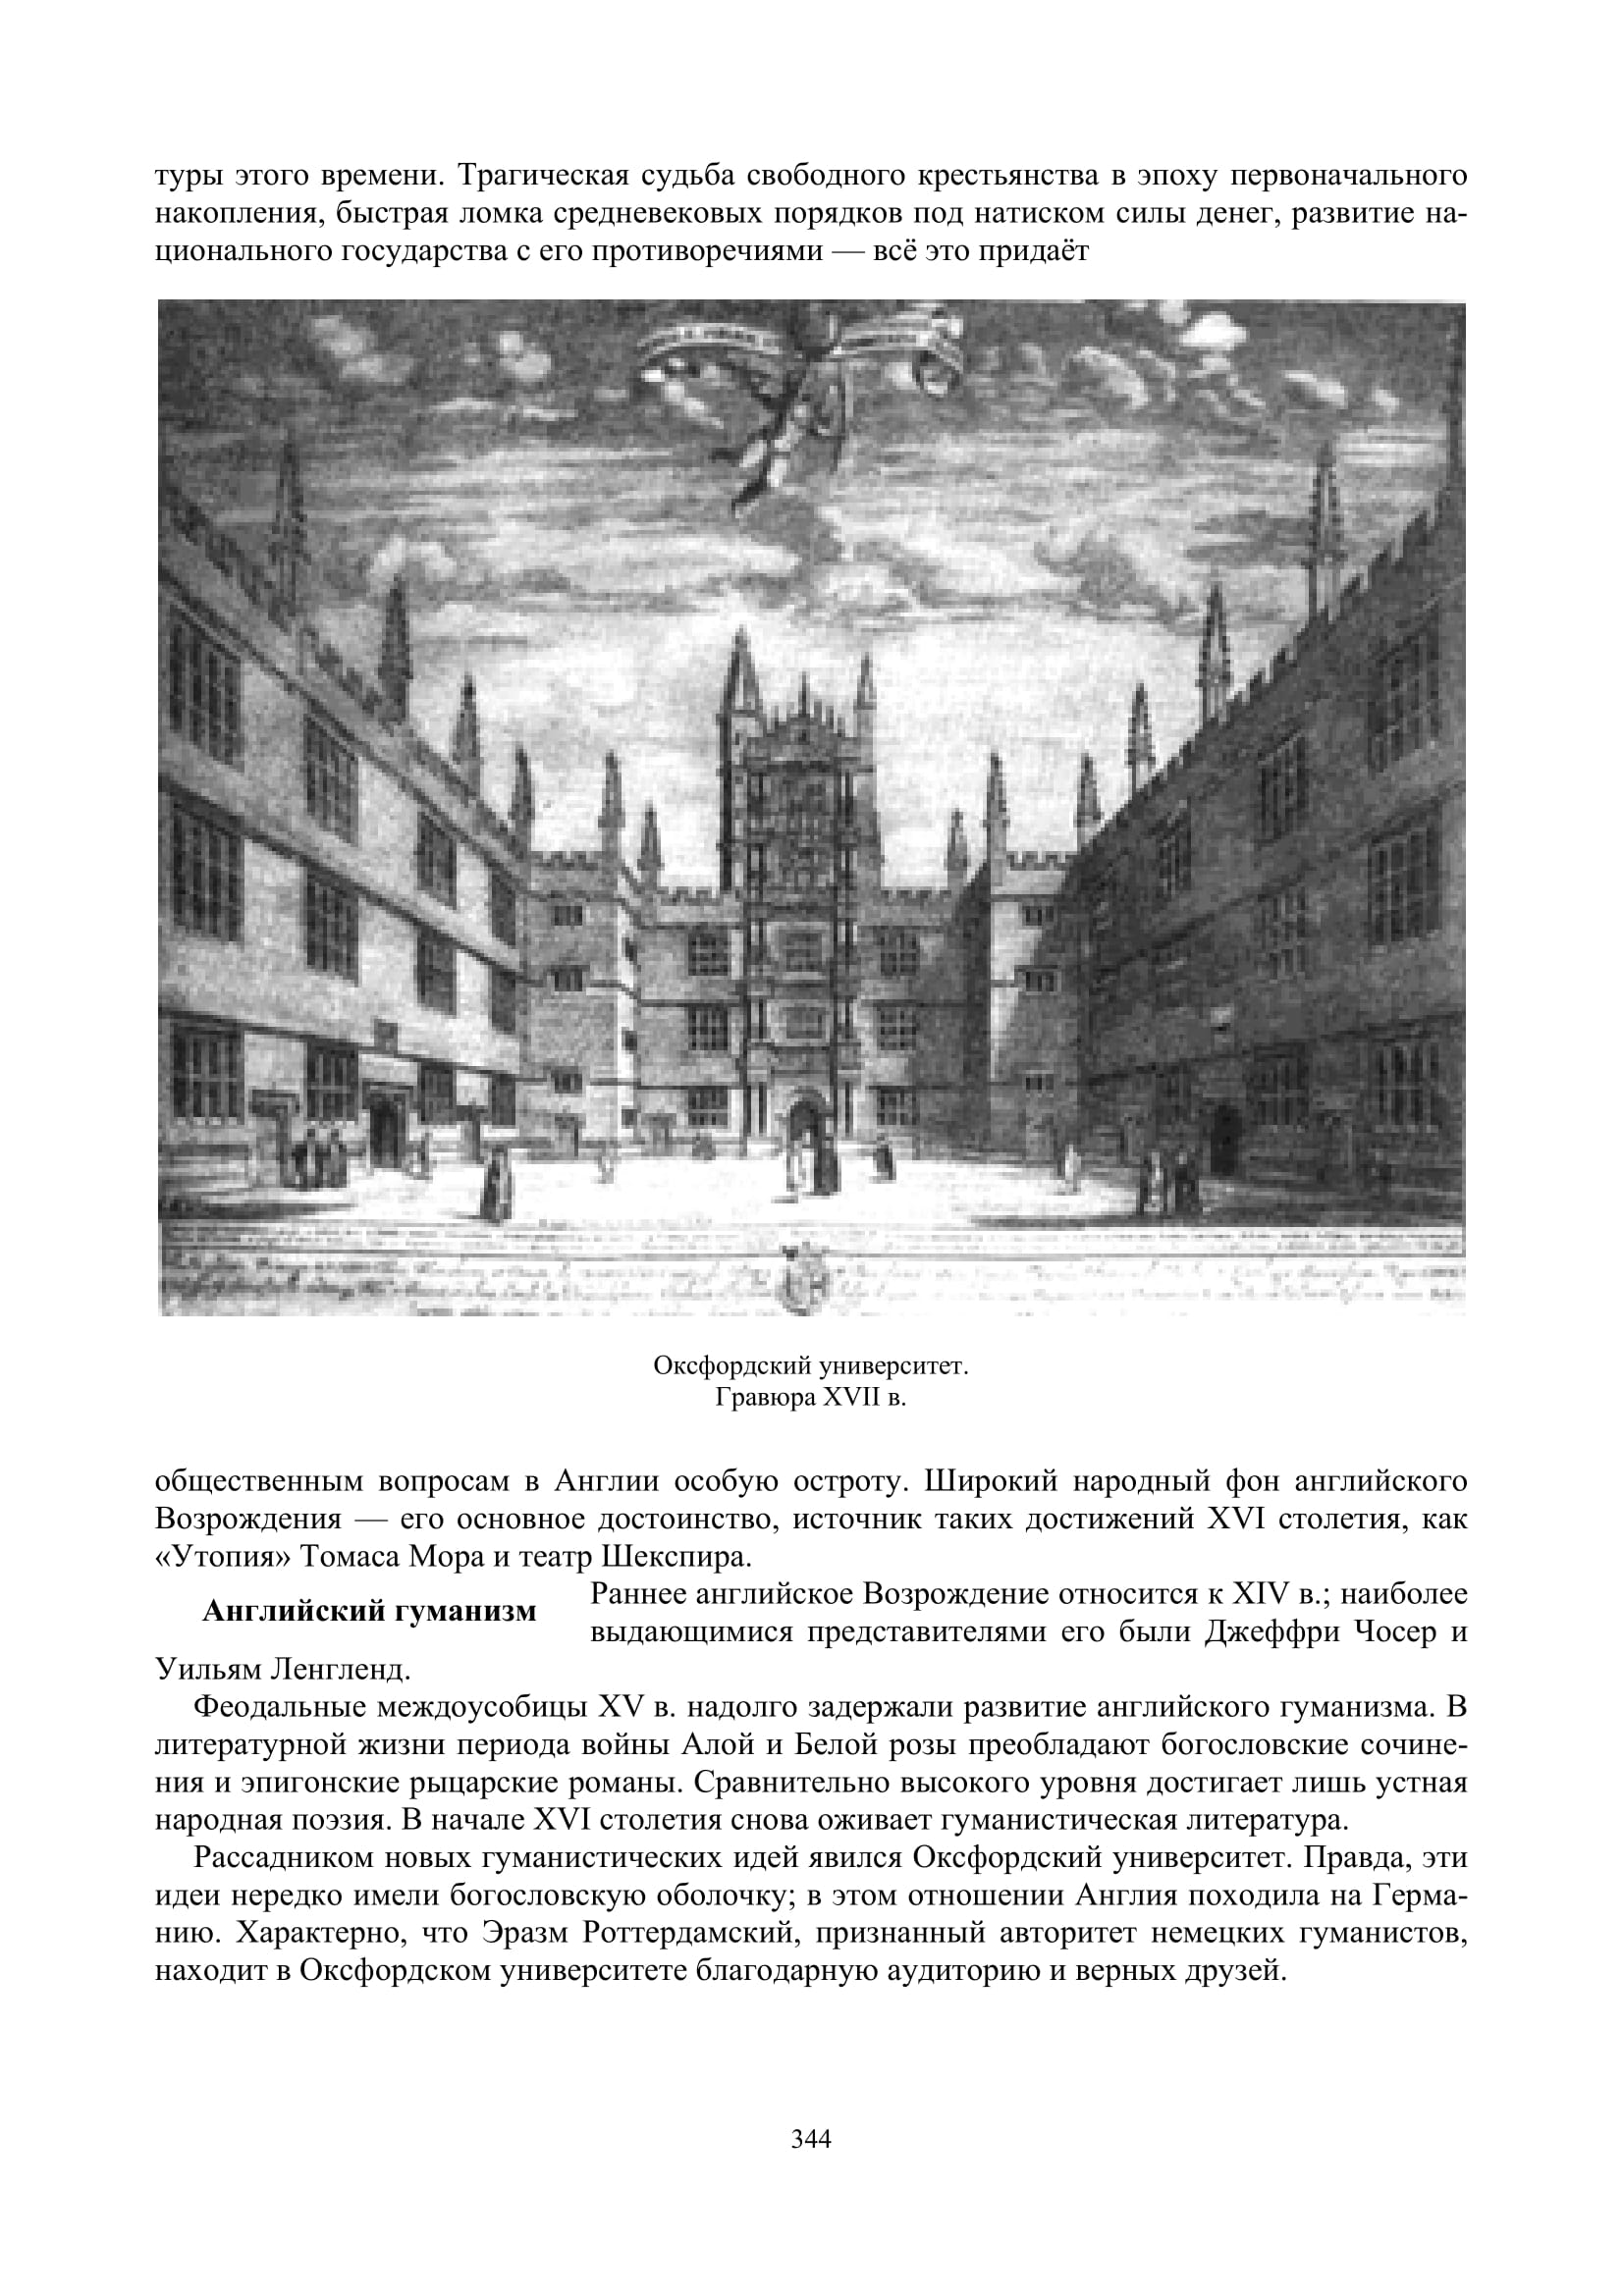 туры этого времени. Трагическая судьба свободного крестьянства в эпоху первоначального
накопления, быстрая ломка средневековых порядков под натиском силы денег, развитие на-
ционального государства с его противоречиями — всё это придаёт
Оксфордский университет.
Гравюра XVII в.
общественным вопросам в Англии особую остроту. Широкий народный фон английского
Возрождения — его основное достоинство, источник таких достижений XVI столетия, как
«Утопия» Томаса Мора и театр Шекспира.
Английский гуманизм
Раннее английское Возрождение относится к XIV в.; наиболее
выдающимися представителями его были Джеффри Чосер и
Уильям Ленгленд.
Феодальные междоусобицы XV в. надолго задержали развитие английского гуманизма. В
литературной жизни периода войны Алой и Белой розы преобладают богословские сочине-
ния и эпигонские рыцарские романы. Сравнительно высокого уровня достигает лишь устная
народная поэзия. В начале XVI столетия снова оживает гуманистическая литература.
Рассадником новых гуманистических идей явился Оксфордский университет. Правда, эти
идеи нередко имели богословскую оболочку; в этом отношении Англия походила на Герма-
нию. Характерно, что Эразм Роттердамский, признанный авторитет немецких гуманистов,
находит в Оксфордском университете благодарную аудиторию и верных друзей.
344